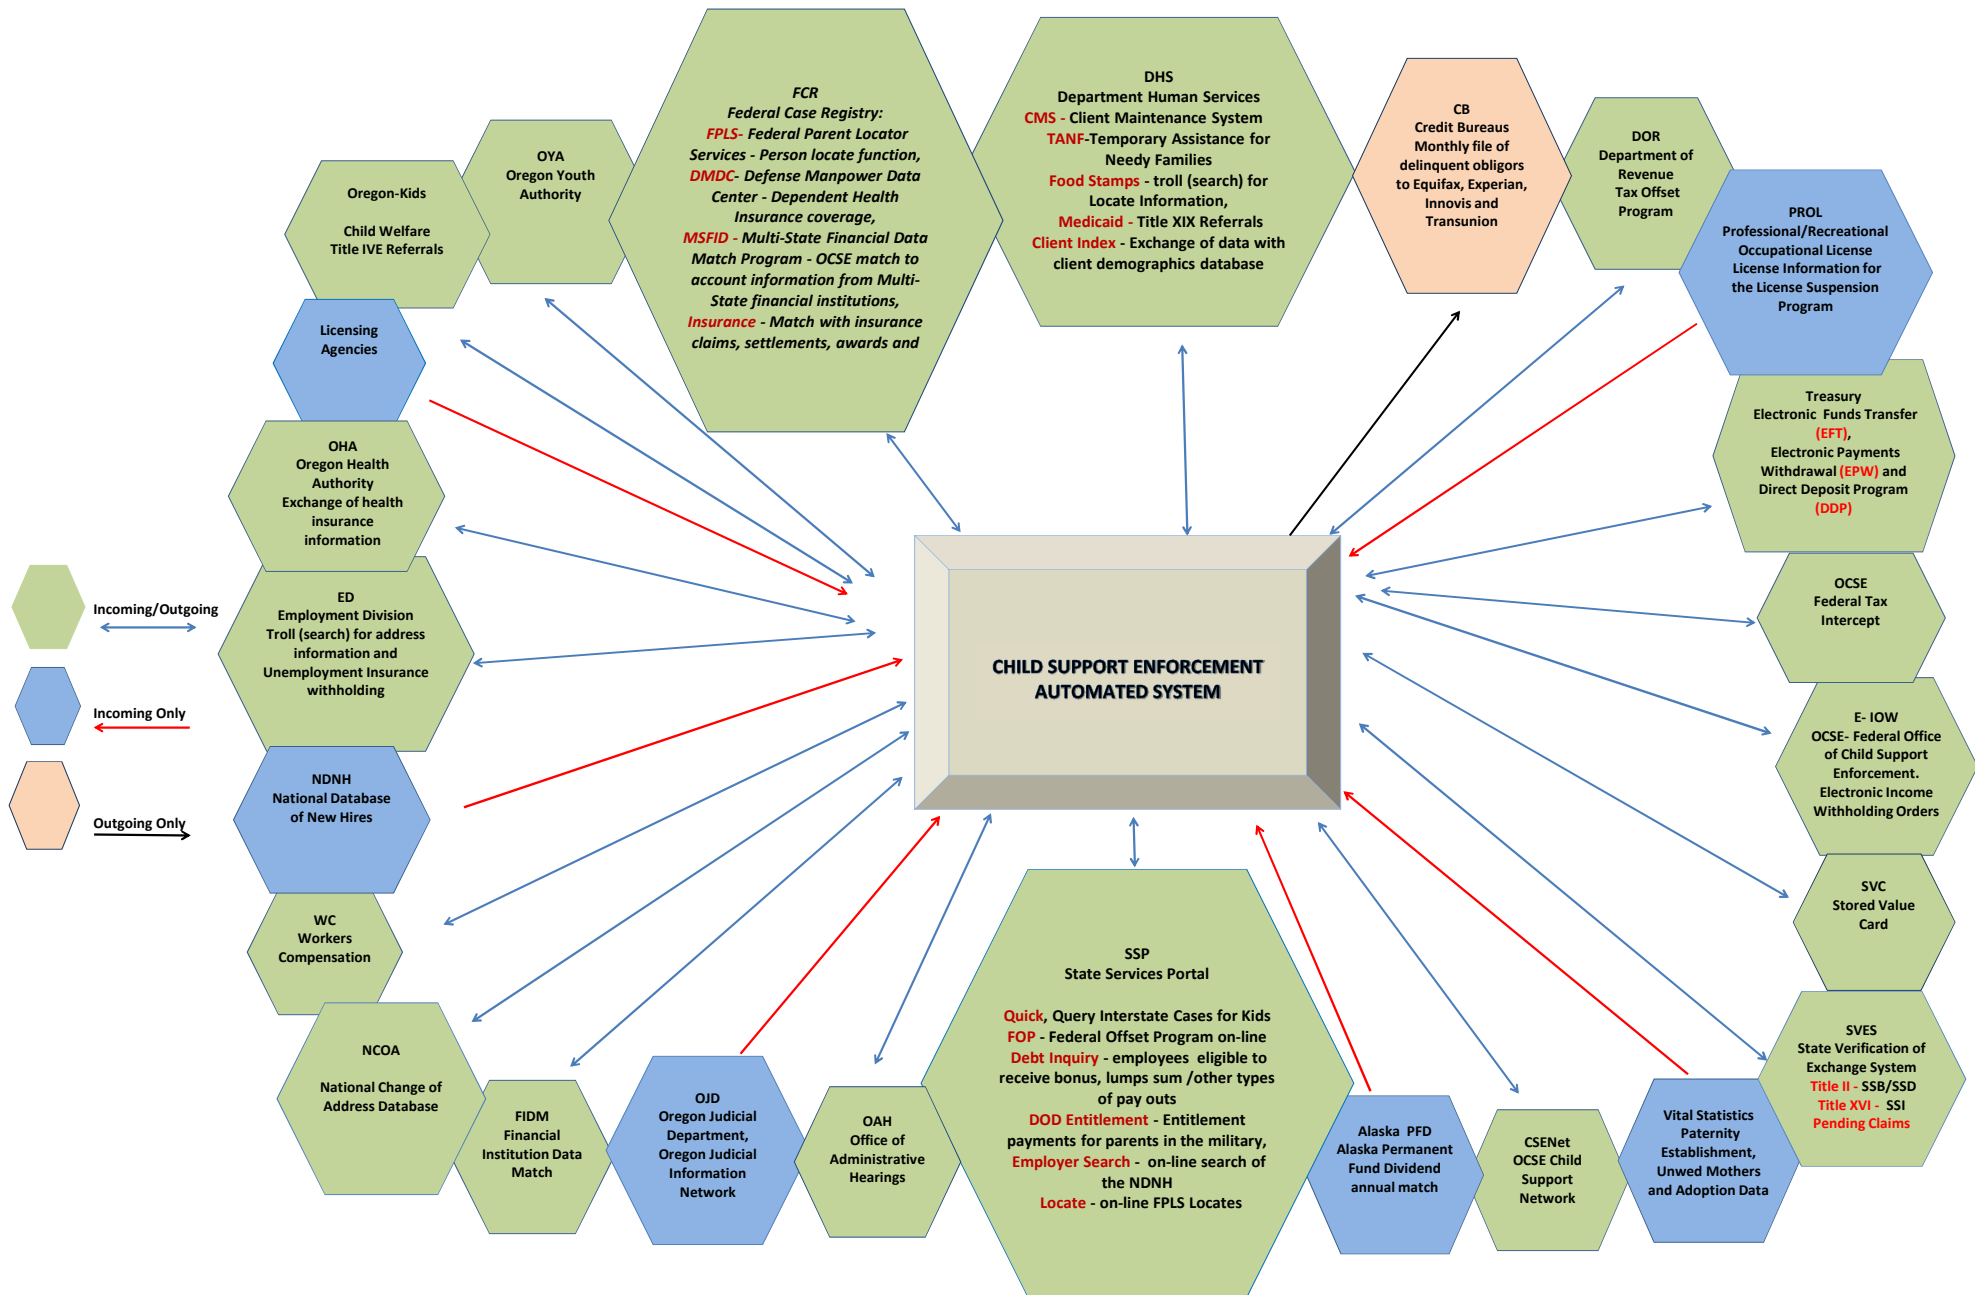 FCR
Federal Case Registry:
FPLS- Federal Parent Locator
Services - Person locate function,
DMDC- Defense Manpower Data
Center - Dependent Health
Insurance coverage,
MSFID - Multi-State Financial Data
Match Program - OCSE match to
account information from Multi-
State financial institutions,
Insurance - Match with insurance
claims, settlements, awards and
DHS
Department Human Services
CMS - Client Maintenance System
TANF-Temporary Assistance for
Needy Families
Food Stamps - troll (search) for
Locate Information,
Medicaid - Title XIX Referrals
Client Index - Exchange of data with
client demographics database
CB
Credit Bureaus
Monthly file of
delinquent obligors
to Equifax, Experian,
Innovis and
Transunion
DOR
Department of
Revenue
Tax Offset
Program
PROL
Professional/Recreational
Occupational License
License Information for
the License Suspension
Program
Treasury
Electronic Funds Transfer
(EFT),
Electronic Payments
Withdrawal (EPW) and
Direct Deposit Program
(DDP)
OCSE
Federal Tax
Intercept
E- IOW
OCSE- Federal Office
of Child Support
Enforcement.
Electronic Income
Withholding Orders
SVC
Stored Value
Card
SVES
State Verification of
Exchange System
Title II - SSB/SSD
Title XVI - SSI
Pending Claims
Vital Statistics
Paternity
Establishment,
Unwed Mothers
and Adoption Data
CSENet
OCSE Child
Support
Network
Alaska PFD
Alaska Permanent
Fund Dividend
annual match
SSP
State Services Portal
Quick, Query Interstate Cases for Kids
FOP - Federal Offset Program on-line
Debt Inquiry - employees eligible to
receive bonus, lumps sum /other types
of pay outs
DOD Entitlement - Entitlement
payments for parents in the military,
Employer Search - on-line search of
the NDNH
Locate - on-line FPLS Locates
OAH
Office of
Administrative
Hearings
OJD
Oregon Judicial
Department,
Oregon Judicial
Information
Network
FIDM
Financial
Institution Data
Match
NCOA
National Change of
Address Database
WC
Workers
Compensation
NDNH
National Database
of New Hires
ED
Employment Division
Troll (search) for address
information and
Unemployment Insurance
withholding
OHA
Oregon Health
Authority
Exchange of health
insurance
information
Licensing
Agencies
Oregon-Kids
Child Welfare
Title IVE Referrals
OYA
Oregon Youth
Authority
CHILD SUPPORT ENFORCEMENT
AUTOMATED SYSTEM
Incoming/Outgoing
Incoming Only
Outgoing Only